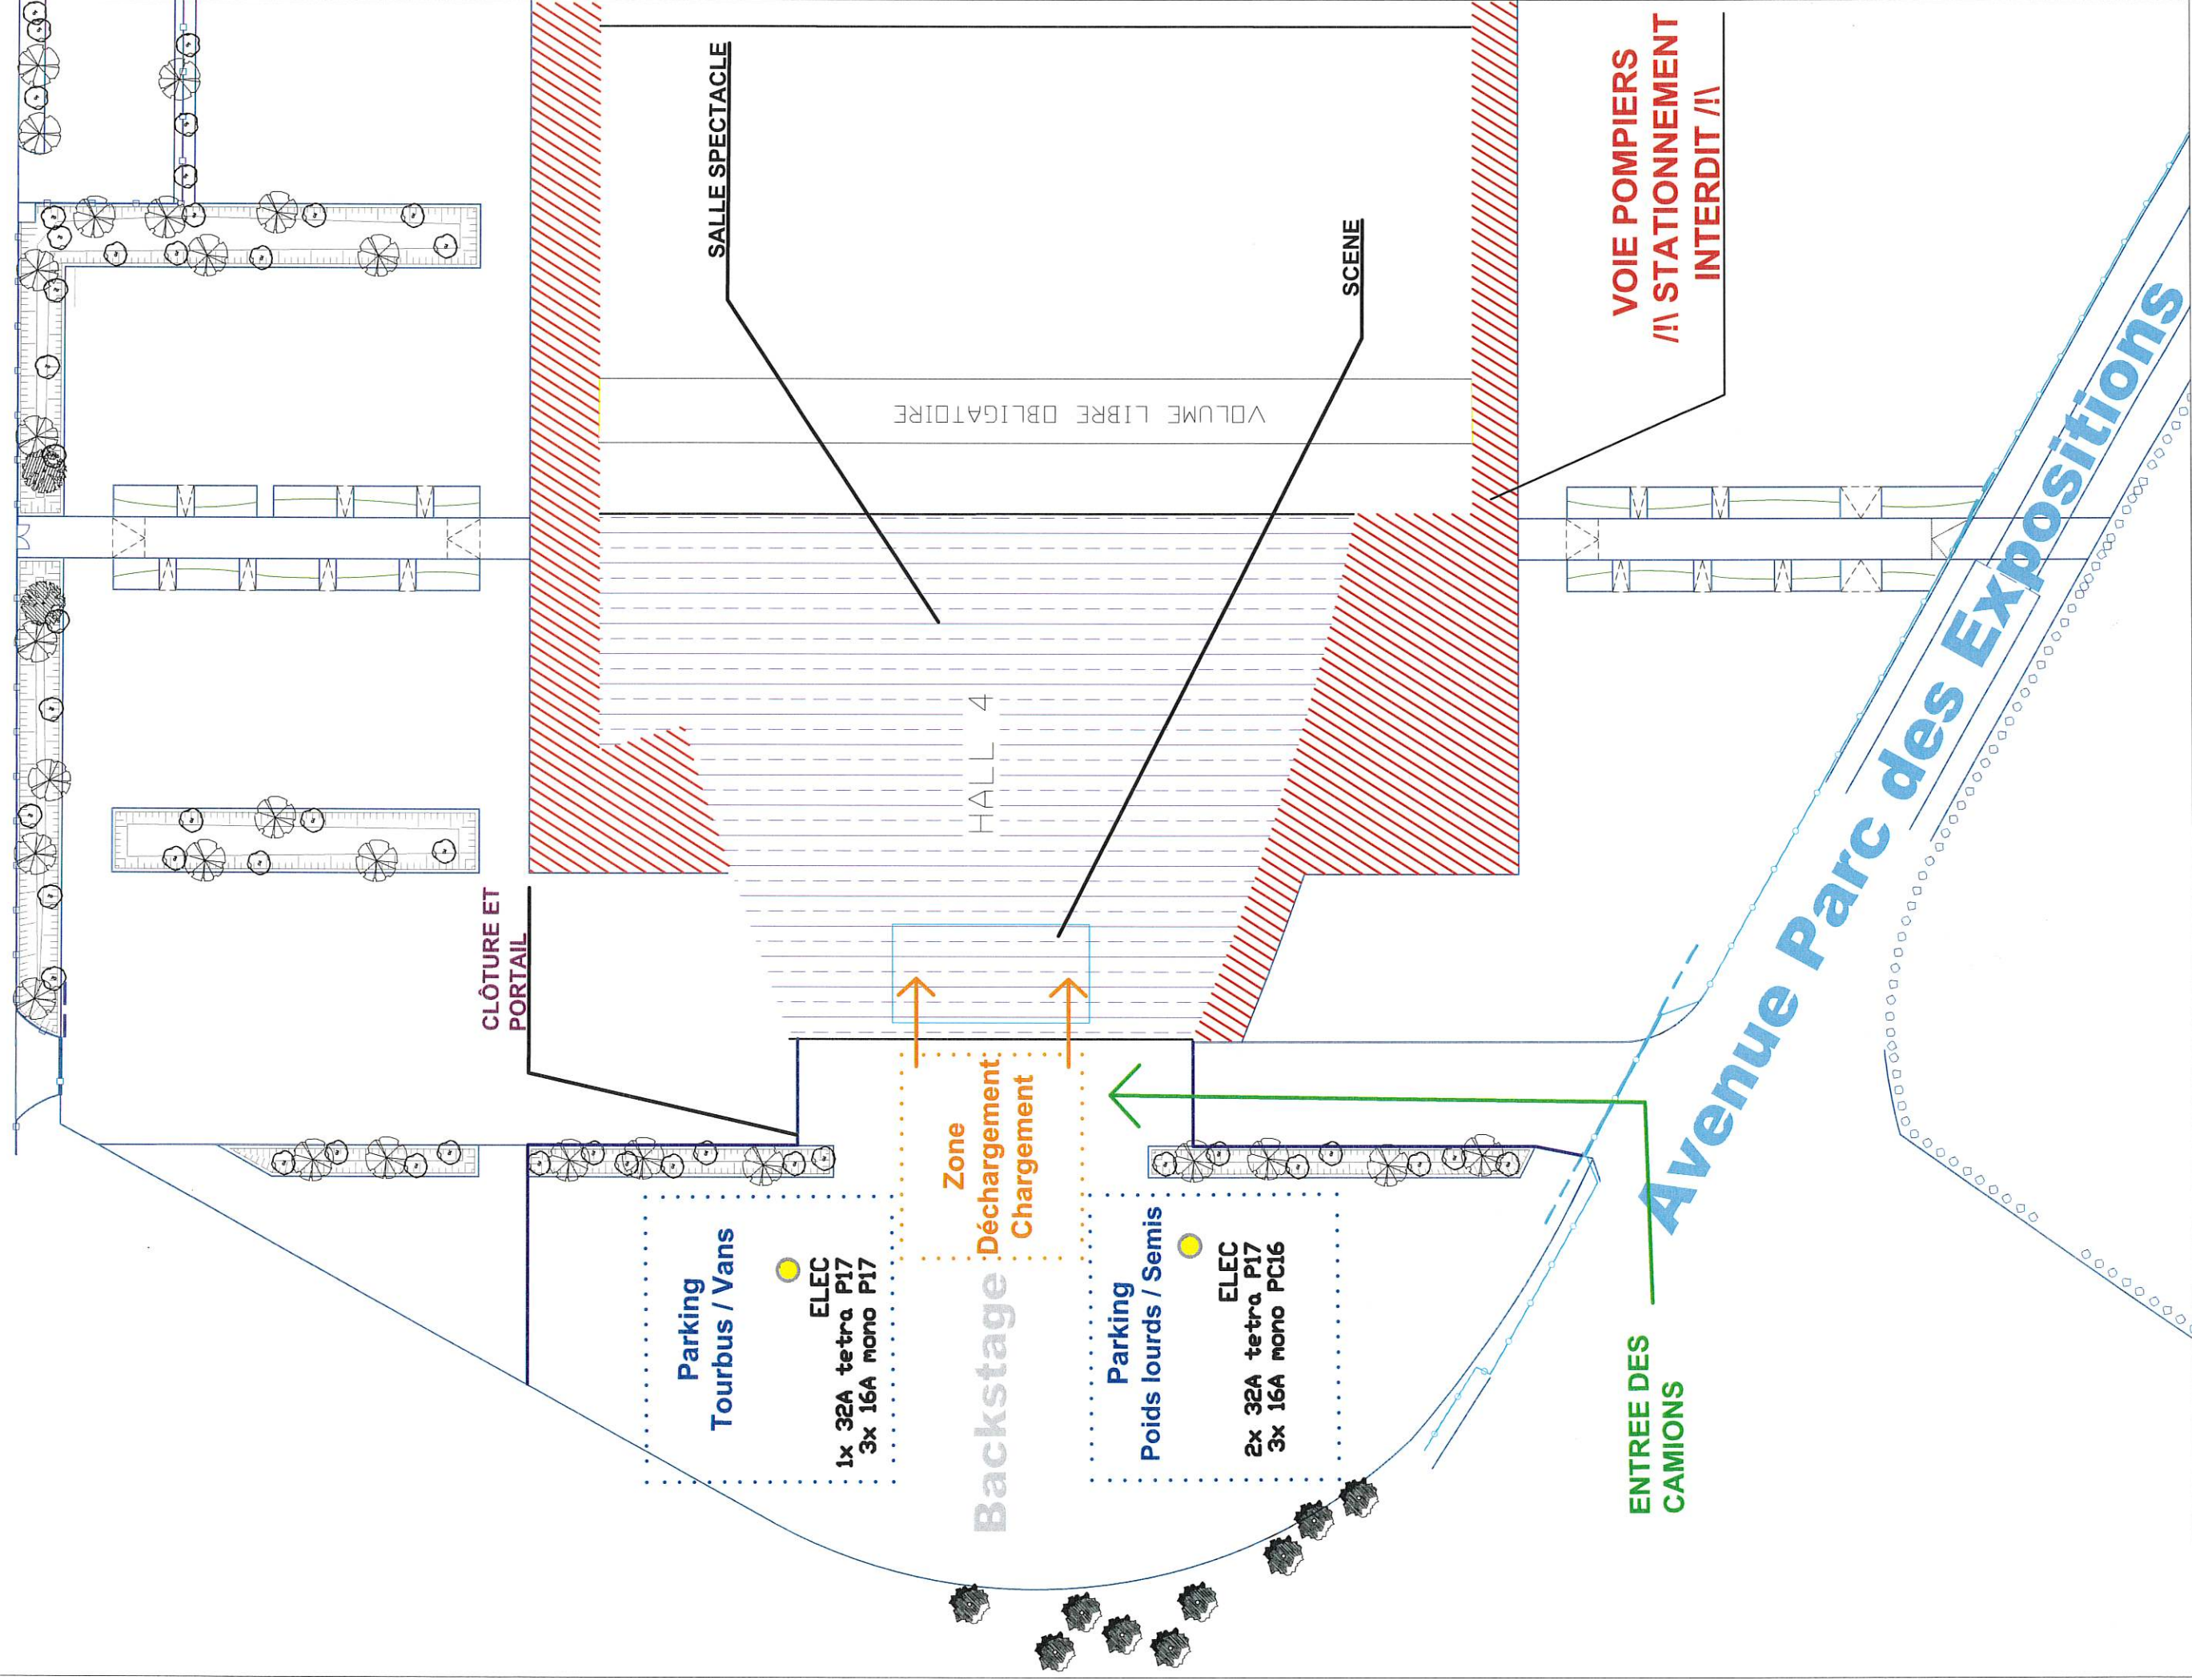 SALLE SPECTACLE
SCENE
VOIE POMPIERS
/!\ STATIONNEMENT
INTERDIT /!\
VOLUME LIBRE OBLIGATOIRE
HALL 4
CLÔTURE ET
PORTAIL
Avenue Parc des Expositions
Zone
Déchargement
Chargement
Parking
Tourbus / Vans
ELEC
1x 32A tetra P17
3x 16A mono P17
Backstage
Parking
Poids lourds / Semis
ELEC
2x 32A tetra P17
3x 16A mono PC16
ENTREE DES
CAMIONS